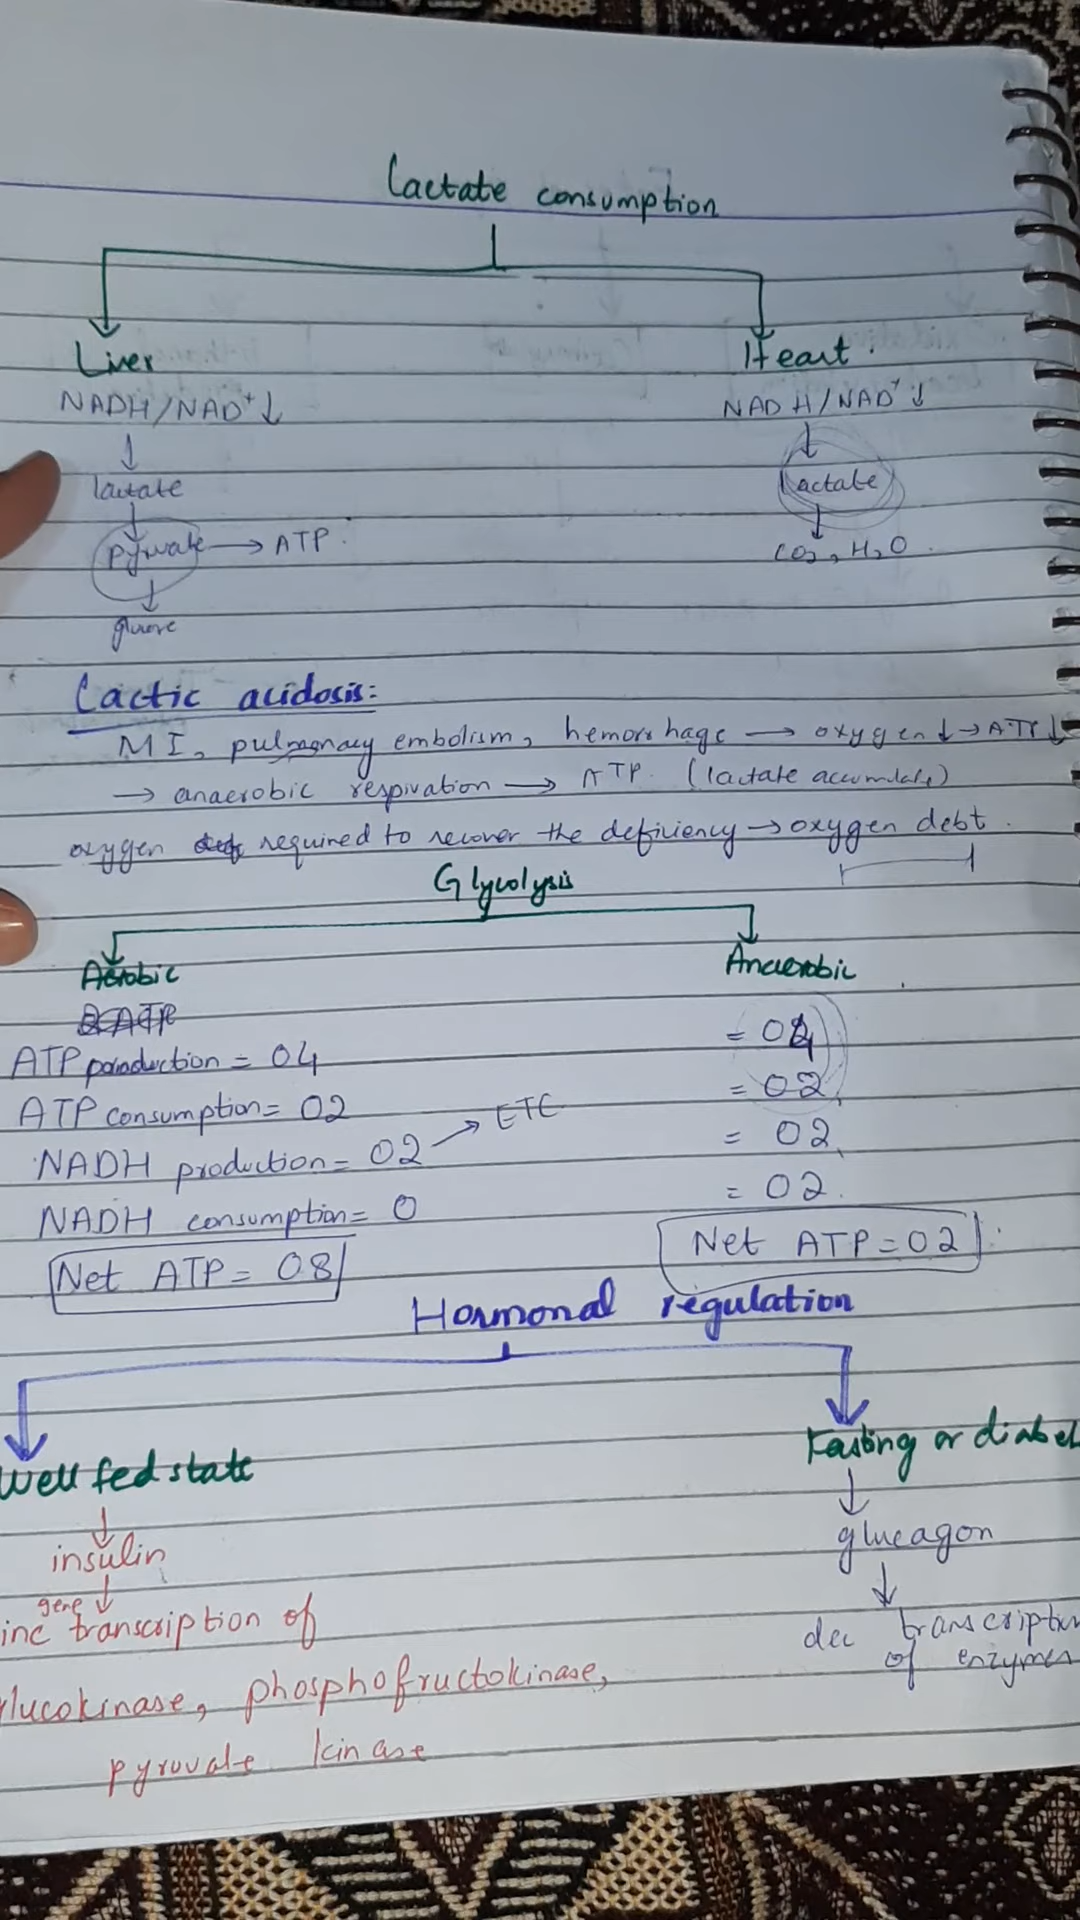 Lactate consumption
Liver
Heart.
NADH/NAD⁺↓
NADH/NAD⁺↓
↓
↓
lactate
Lactate
↓
↓
pyruvate → ATP.
CO₂, H₂O.
↓
glucose
Lactic acidosis:
MI, pulmonary embolism, hemorrhage → oxygen↓ → ATP↓
→ anaerobic respiration → ATP. (lactate accumulate)
oxygen required to recover the deficiency → oxygen debt.
Glycolysis
Aerobic
Anaerobic
2 ATP
ATP production = 04
= 04
ATP consumption = 02
= 02
NADH production = 02 → ETC
= 02
NADH consumption = 0
= 02.
Net ATP = 08
Net ATP = 02
Hormonal regulation
Well fed state
Fasting or diabet
↓
↓
insulin
glucagon
gene ↓
↓
inc transcription of
dec transcription
of enzymes
lucokinase, phosphofructokinase,
pyruvate kinase